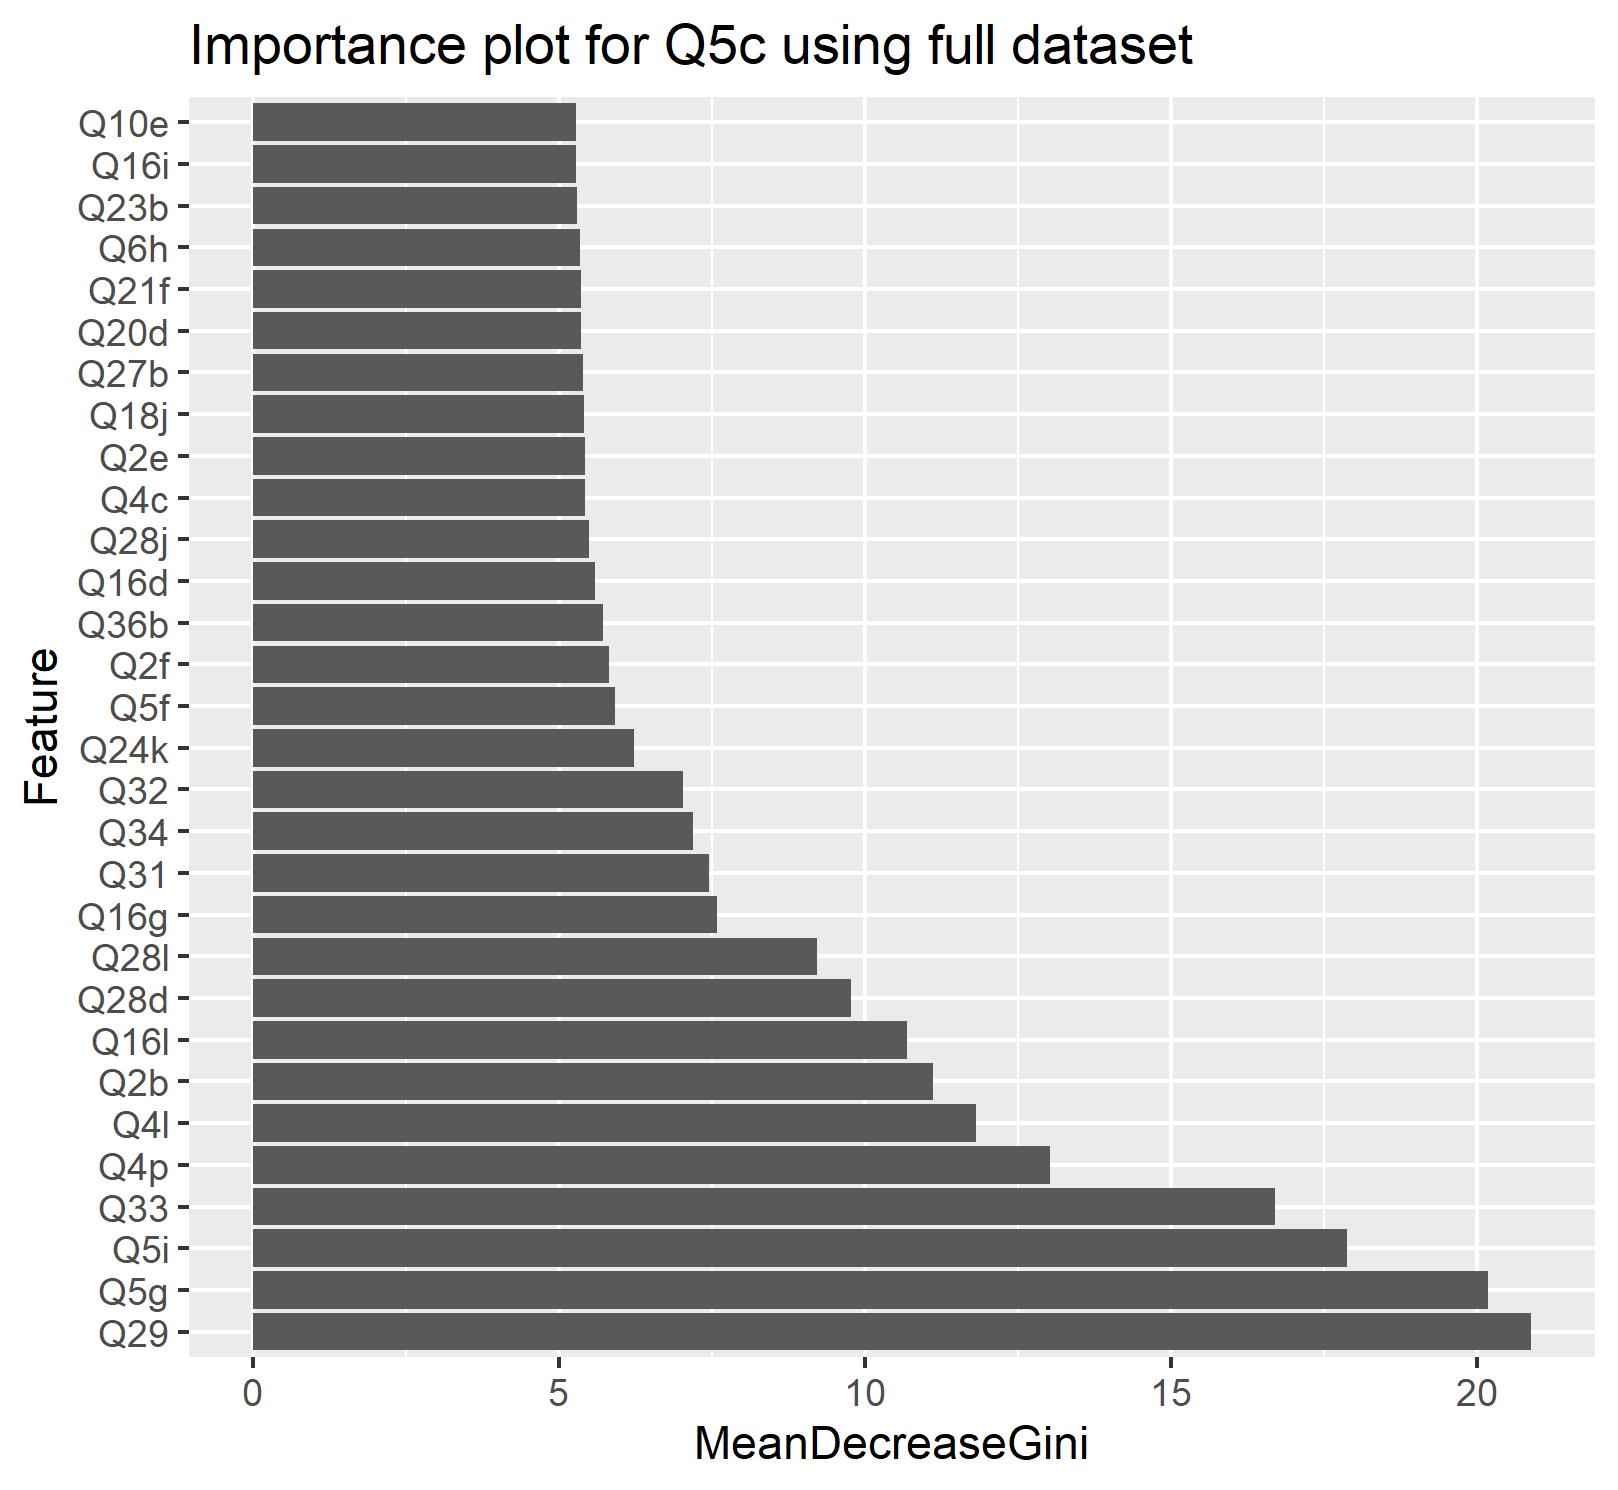 Importance plot for Q5c using full dataset
Feature
Q10e
Q16i
Q23b
Q6h
Q21f
Q20d
Q27b
Q18j
Q2e
Q4c
Q28j
Q16d
Q36b
Q2f
Q5f
Q24k
Q32
Q34
Q31
Q16g
Q28l
Q28d
Q16l
Q2b
Q4l
Q4p
Q33
Q5i
Q5g
Q29
0 5 10 15 20
MeanDecreaseGini